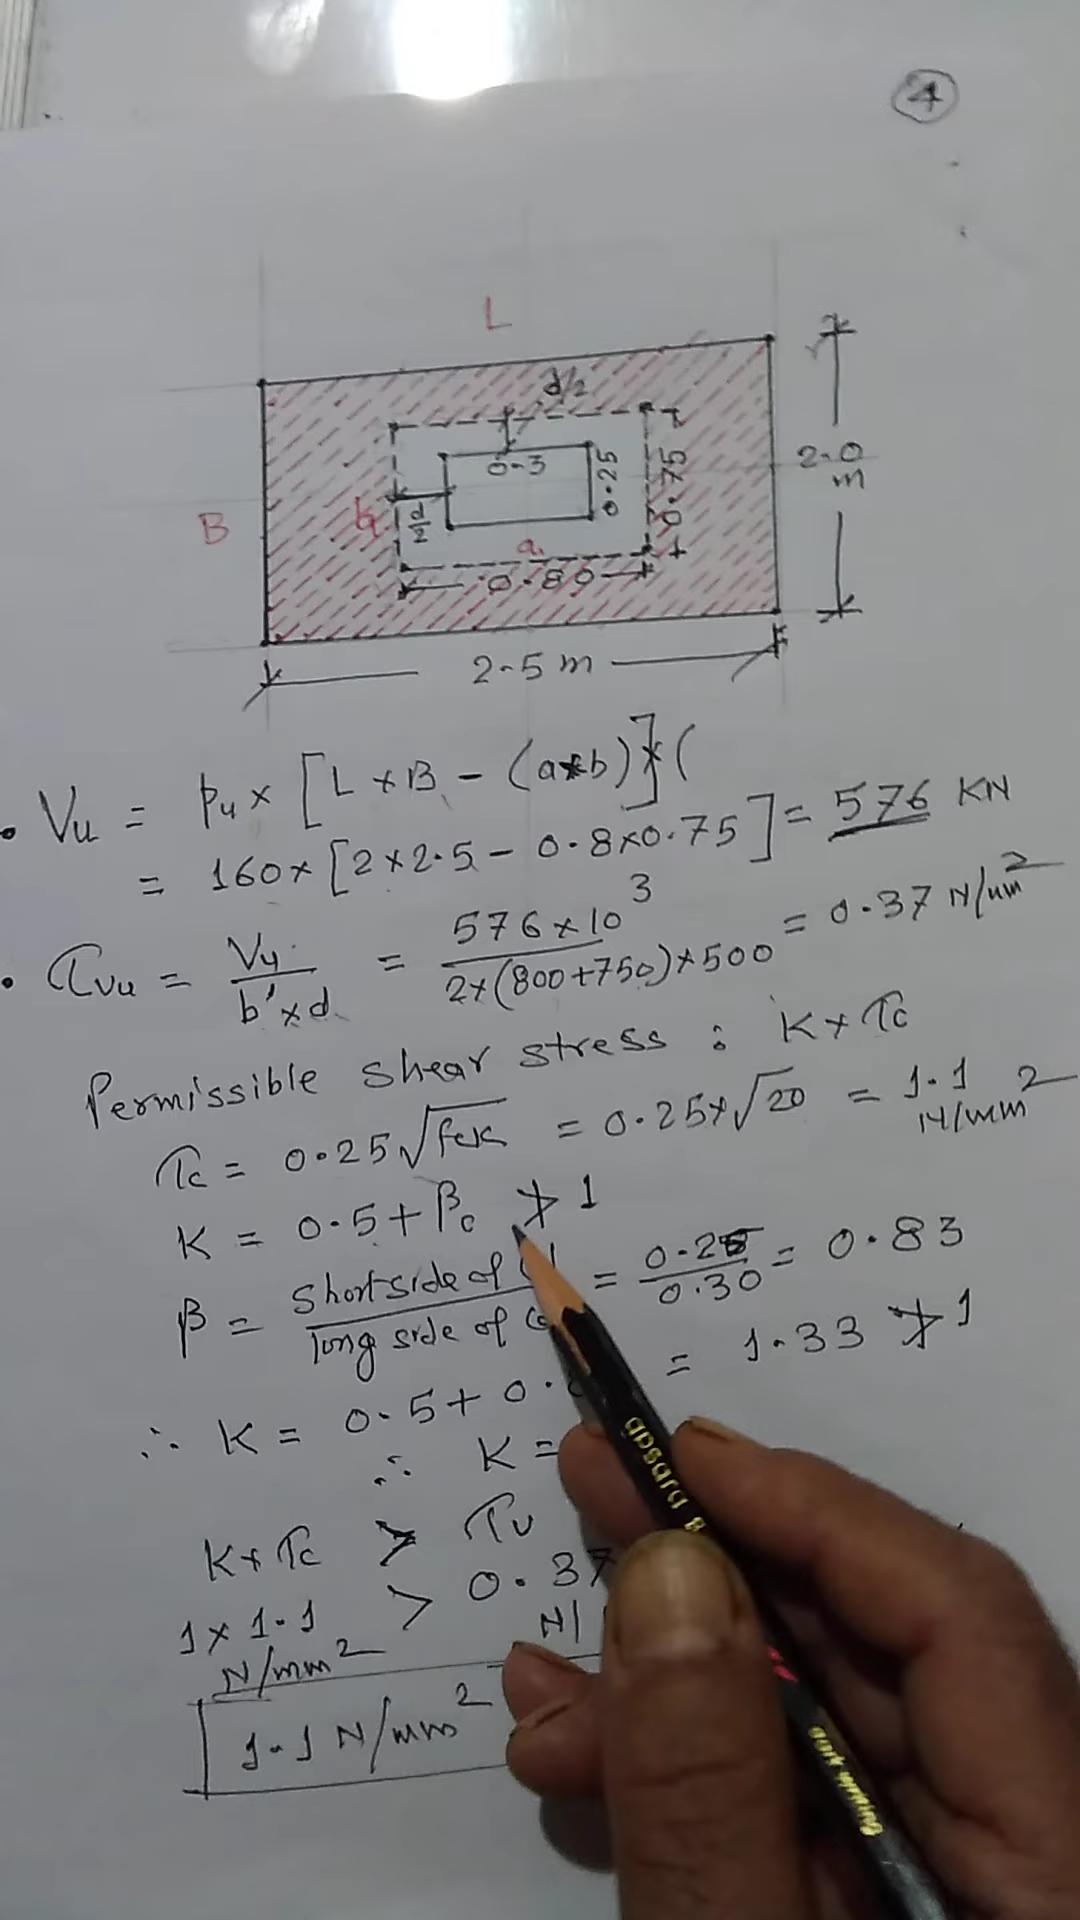 4
L
d/2
0.3
0.25
0.75
2.0
m
B
b
d/2
a
0.80
2.5 m
Vu = pu × [L × B - (a*b)]*(
= 160 × [2 × 2.5 - 0.8 × 0.75] = 576 KN
τvu = Vu / b' × d = 576 × 10³ / 2 × (800 + 750) × 500 = 0.37 N/mm²
Permissible shear stress : K × τc
τc = 0.25 √fck = 0.25 × √20 = 1.1 N/mm²
K = 0.5 + βc ≯ 1
β = Short side of / long side of = 0.25 / 0.30 = 0.83
∴ K = 0.5 + 0. = 1.33 ≯ 1
∴ K =
K × τc > τv
1 × 1.1 > 0.37
N/mm² N/
1.1 N/mm²